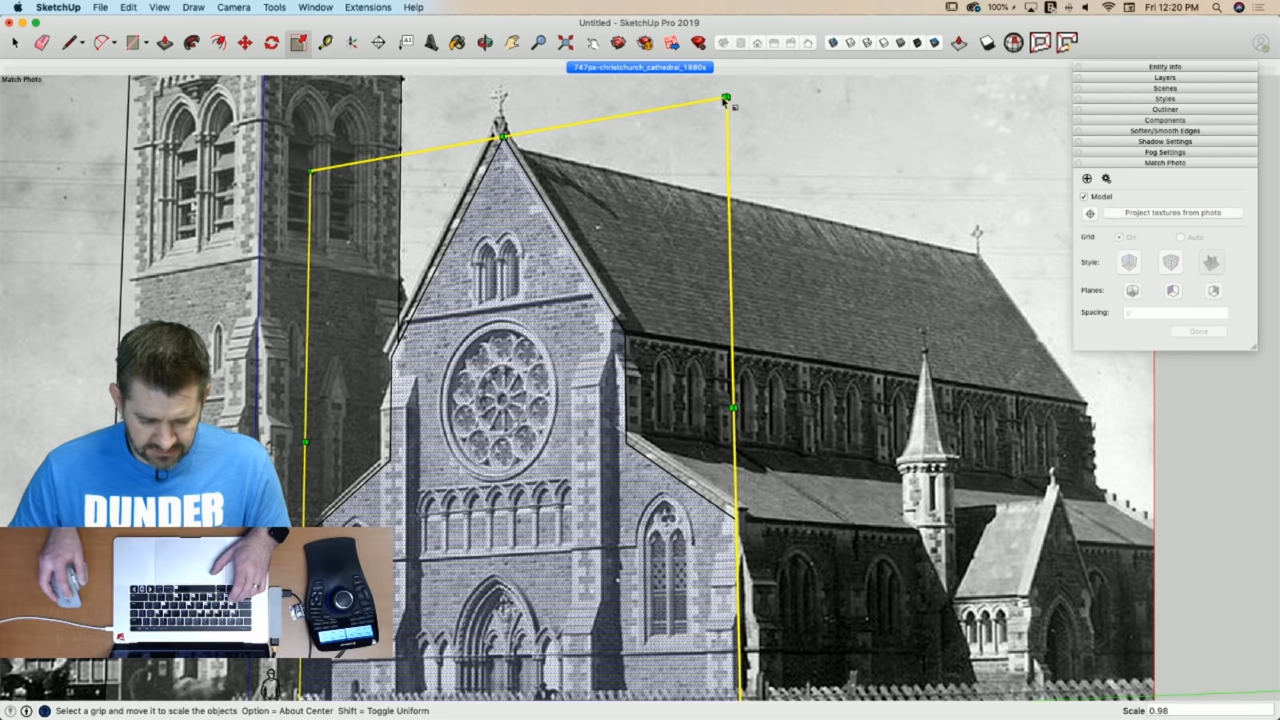 SketchUp File Edit View Draw Camera Tools Window Extensions Help
100% Fri 12:20 PM
Untitled - SketchUp Pro 2019
747px-christchurch_cathedral_1880s
Match Photo
Entity Info
Layers
Scenes
Styles
Outliner
Components
Soften/Smooth Edges
Shadow Settings
Fog Settings
Match Photo
Model
Project textures from photo
Grid On Auto
Style:
Planes:
Spacing:
Done
DUNDER
Select a grip and move it to scale the objects Option = About Center Shift = Toggle Uniform
Scale 0.98